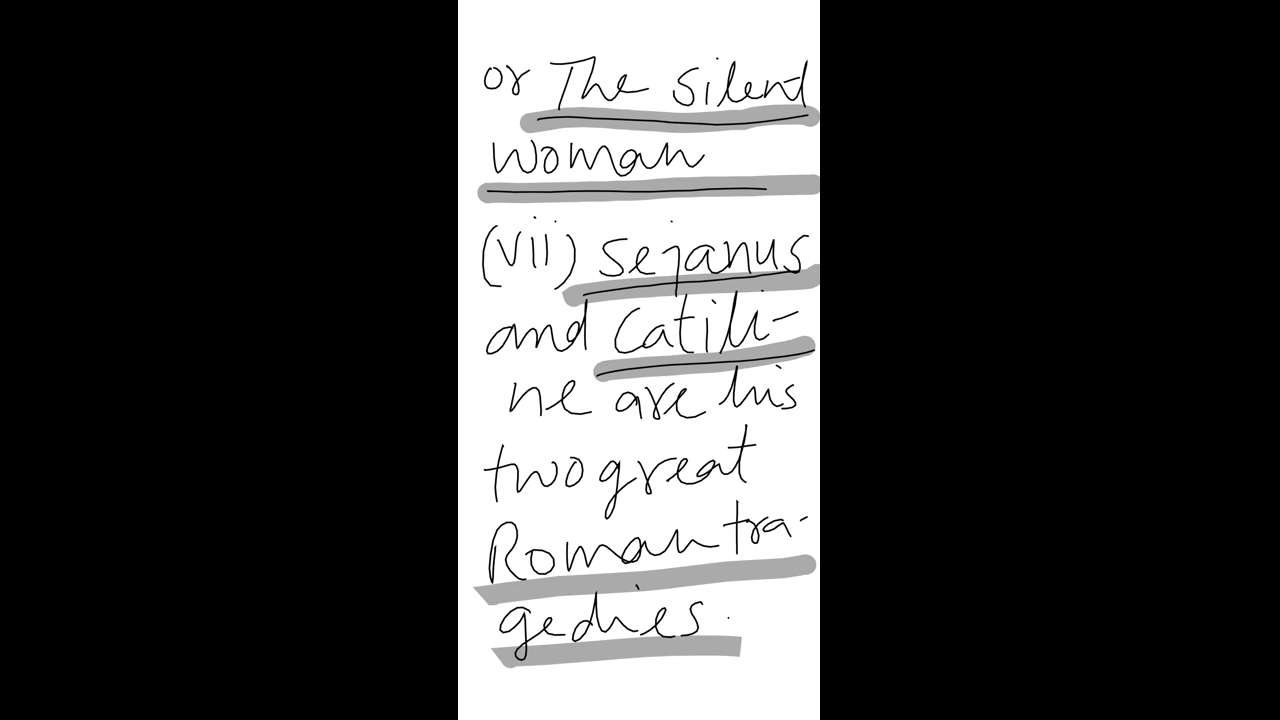 or The Silent
Woman
(vii) Sejanus
and Catili-
ne are his
two great
Roman tra-
gedies.